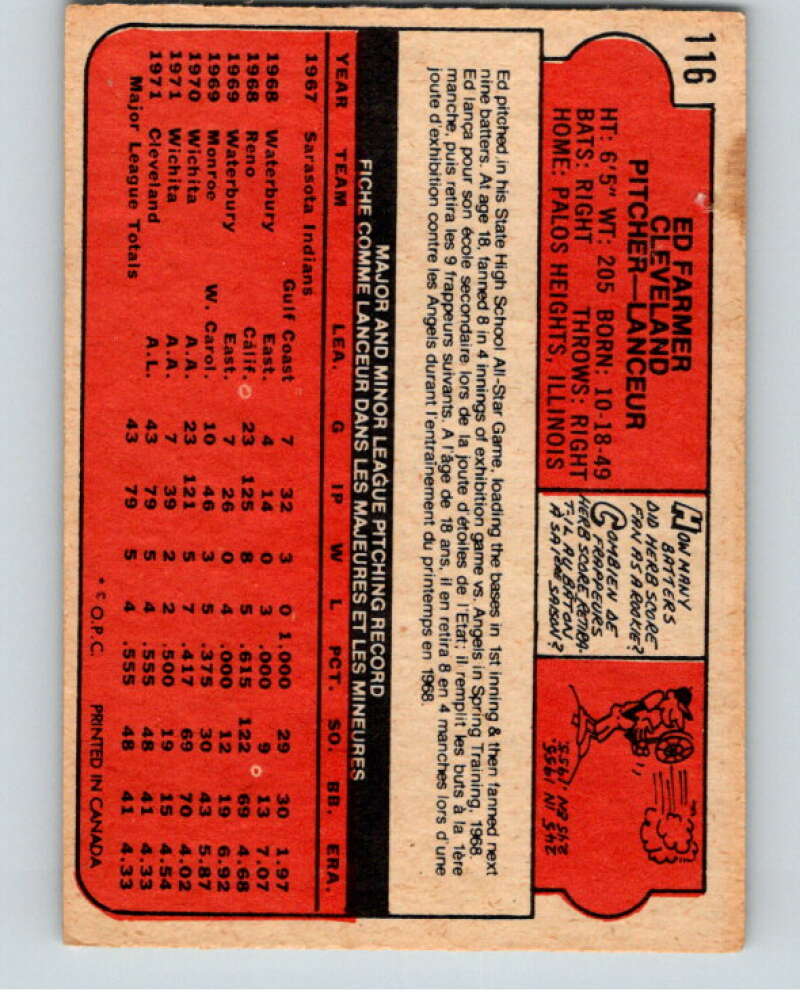 116
ED FARMER
CLEVELAND
PITCHER—LANCEUR
HT: 6'5" WT: 205 BORN: 10-18-49
BATS: RIGHT THROWS: RIGHT
HOME: PALOS HEIGHTS, ILLINOIS
HOW MANY
BATTERS
DID HERB SCORE
FAN AS A ROOKIE?
COMBIEN DE
FRAPPEURS
HERB SCORE RETIRA-
T'IL AU BATON
A SA 1ÈRE SAISON?
245 IN 1955.
245 EN 1955.
Ed pitched in his State High School All-Star Game, loading the bases in 1st inning & then fanned next
nine batters. At age 18, fanned 8 in 4 innings of exhibition game vs. Angels in Spring Training, 1968.
Ed lança pour son école secondaire lors de la joute d'étoiles de l'Etat; il remplit les buts à la 1ère
manche, puis retira les 9 frappeurs suivants. A l'âge de 18 ans, il en retira 8 en 4 manches lors d'une
joute d'exhibition contre les Angels durant l'entrainement du printemps en 1968.
MAJOR AND MINOR LEAGUE PITCHING RECORD
FICHE COMME LANCEUR DANS LES MAJEURES ET LES MINEURES
YEAR TEAM LEA. G IP W L PCT. SO. BB. ERA.
1967 Sarasota Indians Gulf Coast 7 32 3 0 1.000 29 30 1.97
1968 Waterbury East. 4 14 0 3 .000 9 13 7.07
1968 Reno Calif. 23 125 8 5 .615 122 69 4.68
1969 Waterbury East. 7 26 0 4 .000 12 19 6.92
1969 Monroe W. Carol. 10 46 3 5 .375 30 43 5.87
1970 Wichita A.A. 23 121 5 7 .417 69 70 4.02
1971 Wichita A.A. 7 39 2 2 .500 19 15 4.54
1971 Cleveland A.L. 43 79 5 4 .555 48 41 4.33
Major League Totals 43 79 5 4 .555 48 41 4.33
* © O.P.C. PRINTED IN CANADA